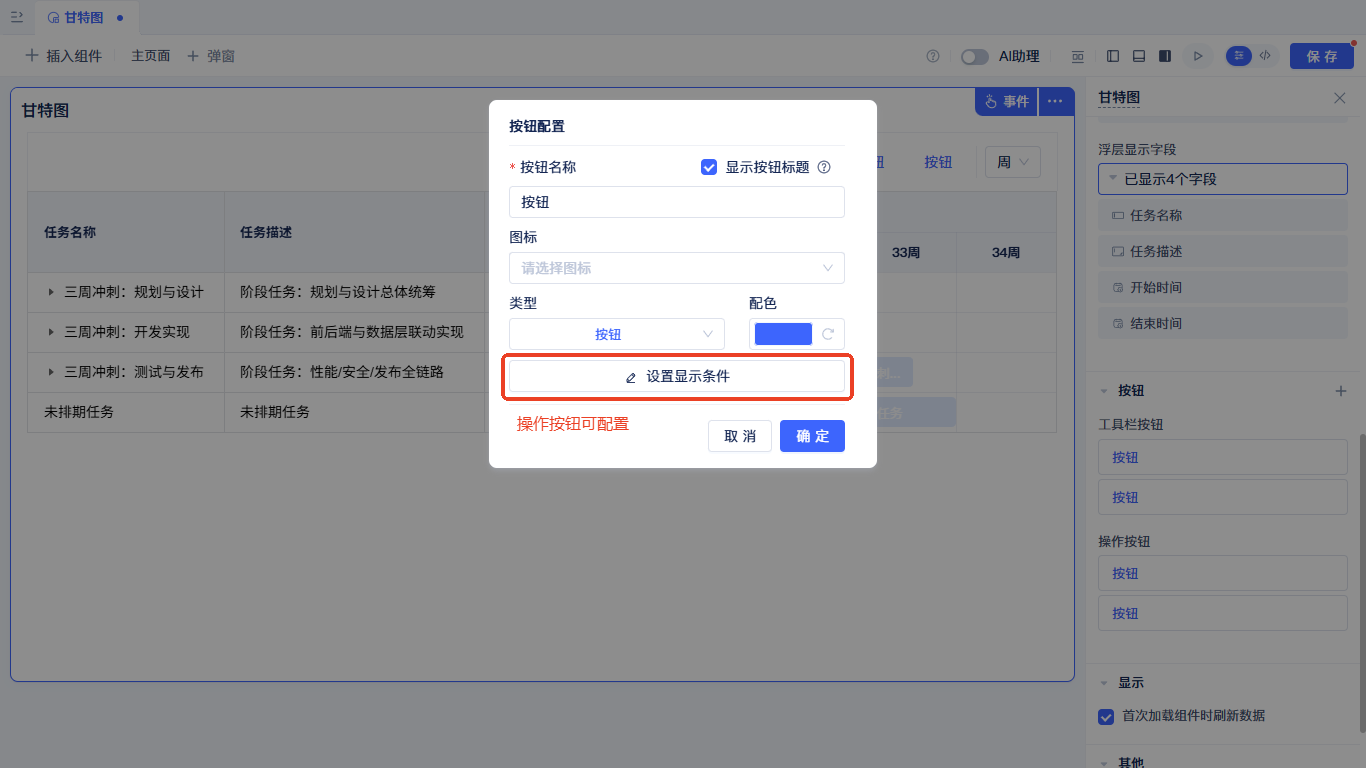 甘特图
插入组件
主页面
弹窗
AI助理
保 存
甘特图
事件
按钮
周
任务名称
任务描述
33周
34周
三周冲刺：规划与设计
阶段任务：规划与设计总体统筹
三周冲刺：开发实现
阶段任务：前后端与数据层联动实现
三周冲刺：测试与发布
阶段任务：性能/安全/发布全链路
未排期任务
未排期任务
任务
按钮配置
* 按钮名称
显示按钮标题
按钮
图标
请选择图标
类型
配色
按钮
设置显示条件
操作按钮可配置
取 消
确 定
甘特图
浮层显示字段
已显示4个字段
任务名称
任务描述
开始时间
结束时间
按钮
工具栏按钮
按钮
按钮
操作按钮
按钮
按钮
显示
首次加载组件时刷新数据
其他